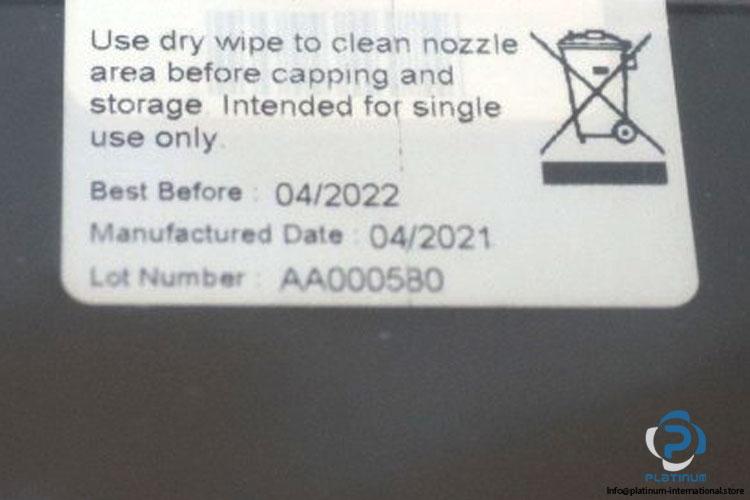 Use dry wipe to clean nozzle
area before capping and
storage. Intended for single
use only.
Best Before : 04/2022
Manufactured Date : 04/2021
Lot Number : AA000580
PLATINUM
Info@platinum-international.store